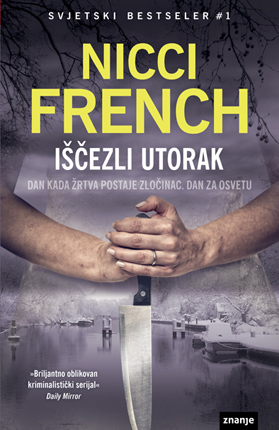 SVJETSKI BESTSELER #1
NICCI
FRENCH
IŠČEZLI UTORAK
DAN KADA ŽRTVA POSTAJE ZLOČINAC. DAN ZA OSVETU
»Briljantno oblikovan
kriminalistički serijal«
Daily Mirror
znanje